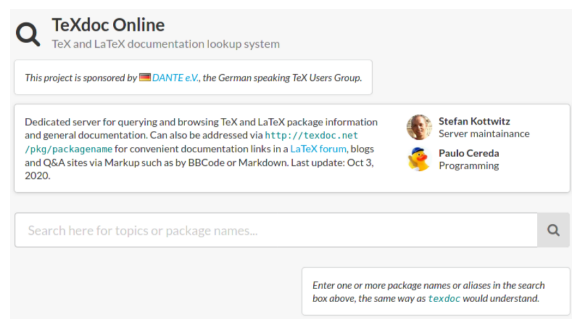 TeXdoc Online
TeX and LaTeX documentation lookup system
This project is sponsored by DANTE e.V., the German speaking TeX Users Group.
Dedicated server for querying and browsing TeX and LaTeX package information
and general documentation. Can also be addressed via http://texdoc.net
/pkg/packagename for convenient documentation links in a LaTeX forum, blogs
and Q&A sites via Markup such as by BBCode or Markdown. Last update: Oct 3,
2020.
Stefan Kottwitz
Server maintainance
Paulo Cereda
Programming
Search here for topics or package names...
Enter one or more package names or aliases in the search
box above, the same way as texdoc would understand.